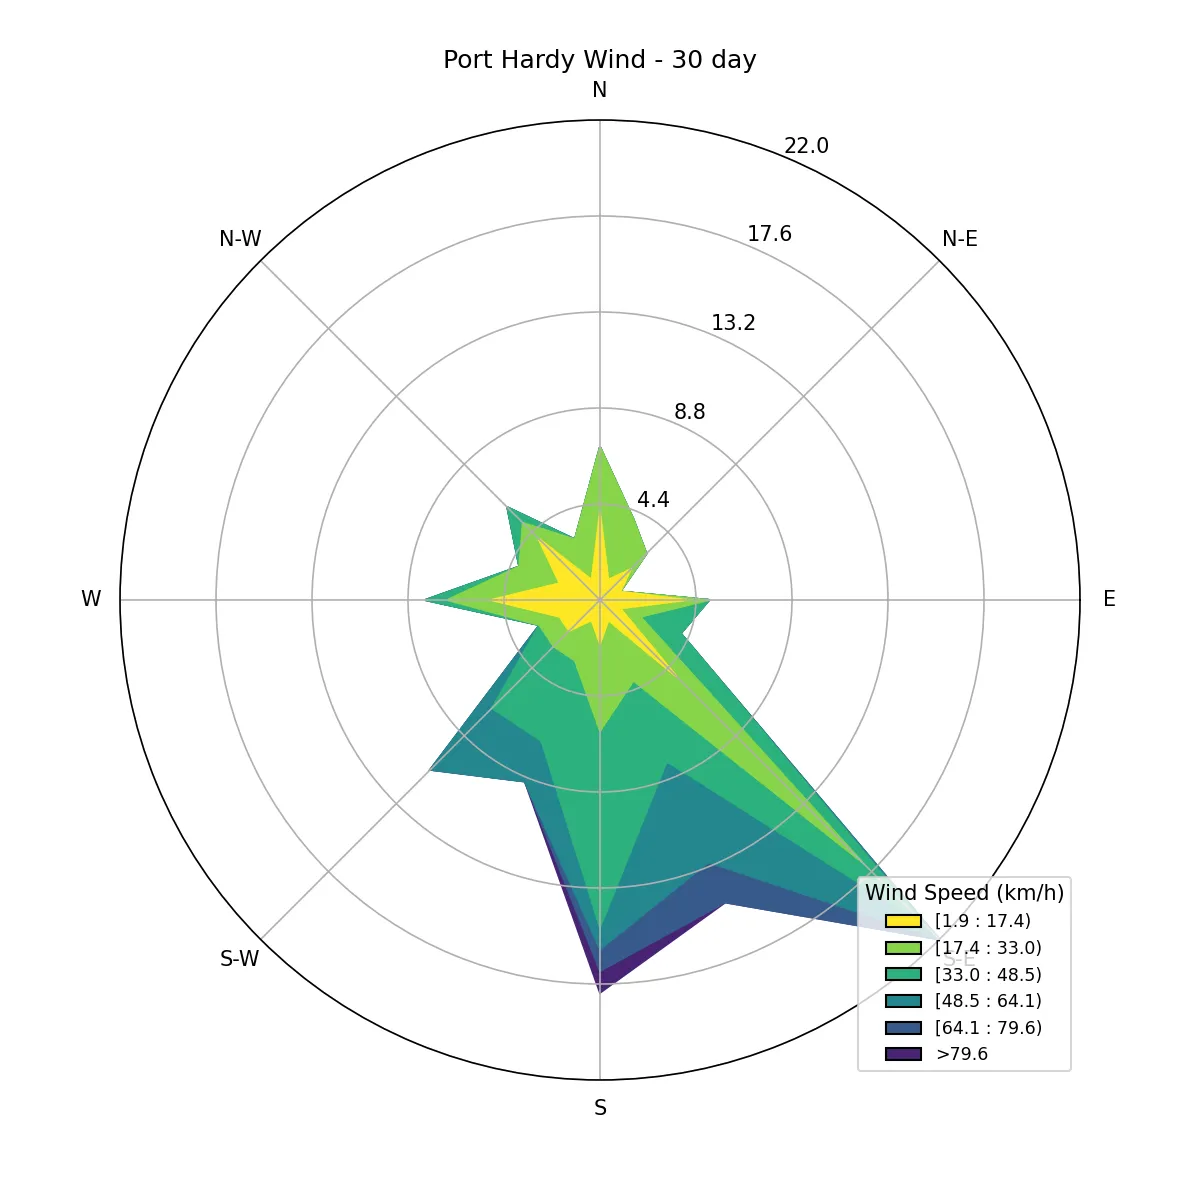 Port Hardy Wind - 30 day
N
22.0
17.6
N-W
N-E
13.2
8.8
4.4
W
E
Wind Speed (km/h)
[1.9 : 17.4)
[17.4 : 33.0)
S-W
S-E
[33.0 : 48.5)
[48.5 : 64.1)
[64.1 : 79.6)
>79.6
S